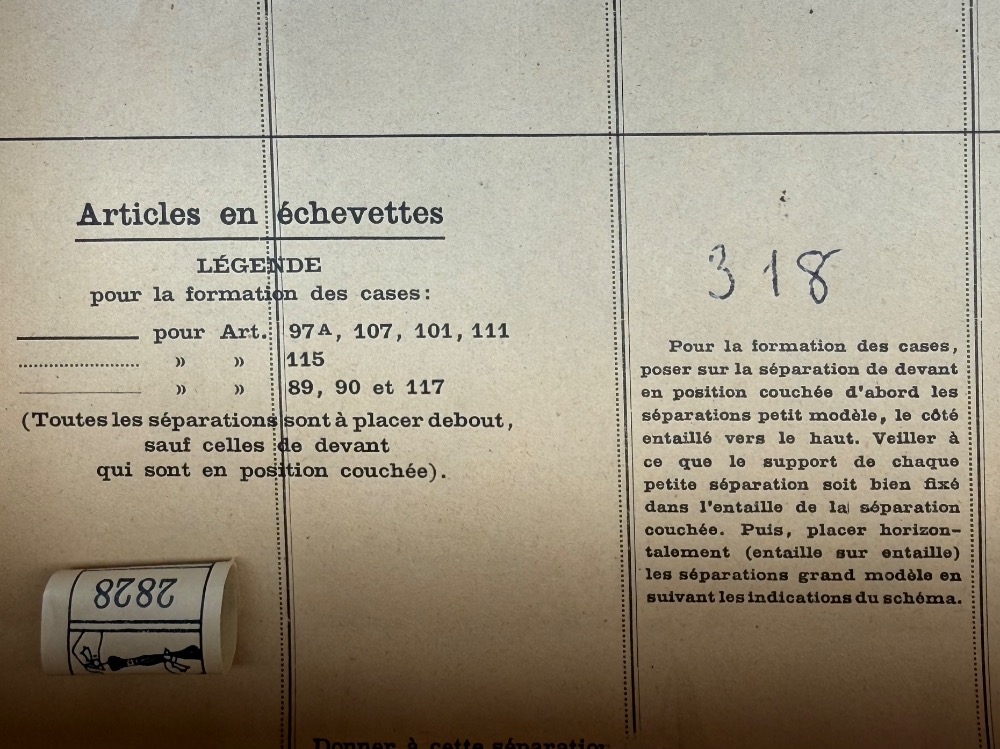 Articles en échevettes
LÉGENDE
pour la formation des cases:
pour Art. 97A, 107, 101, 111
» » 115
» » 89, 90 et 117
(Toutes les séparations sont à placer debout,
sauf celles de devant
qui sont en position couchée).
2828
318
Pour la formation des cases,
poser sur la séparation de devant
en position couchée d'abord les
séparations petit modèle, le côté
entaillé vers le haut. Veiller à
ce que le support de chaque
petite séparation soit bien fixé
dans l'entaille de la séparation
couchée. Puis, placer horizon-
talement (entaille sur entaille)
les séparations grand modèle en
suivant les indications du schéma.
Donner à cette séparation